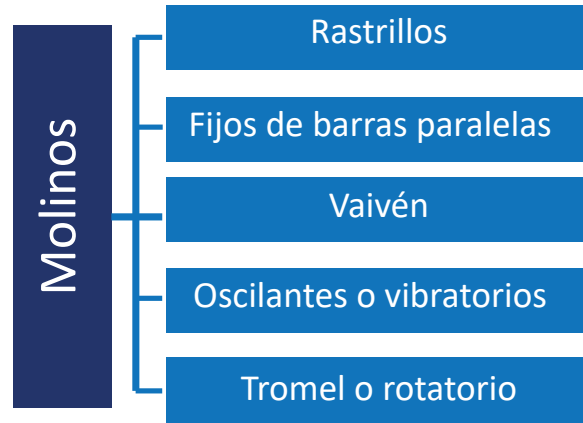 Molinos
Rastrillos
Fijos de barras paralelas
Vaivén
Oscilantes o vibratorios
Tromel o rotatorio